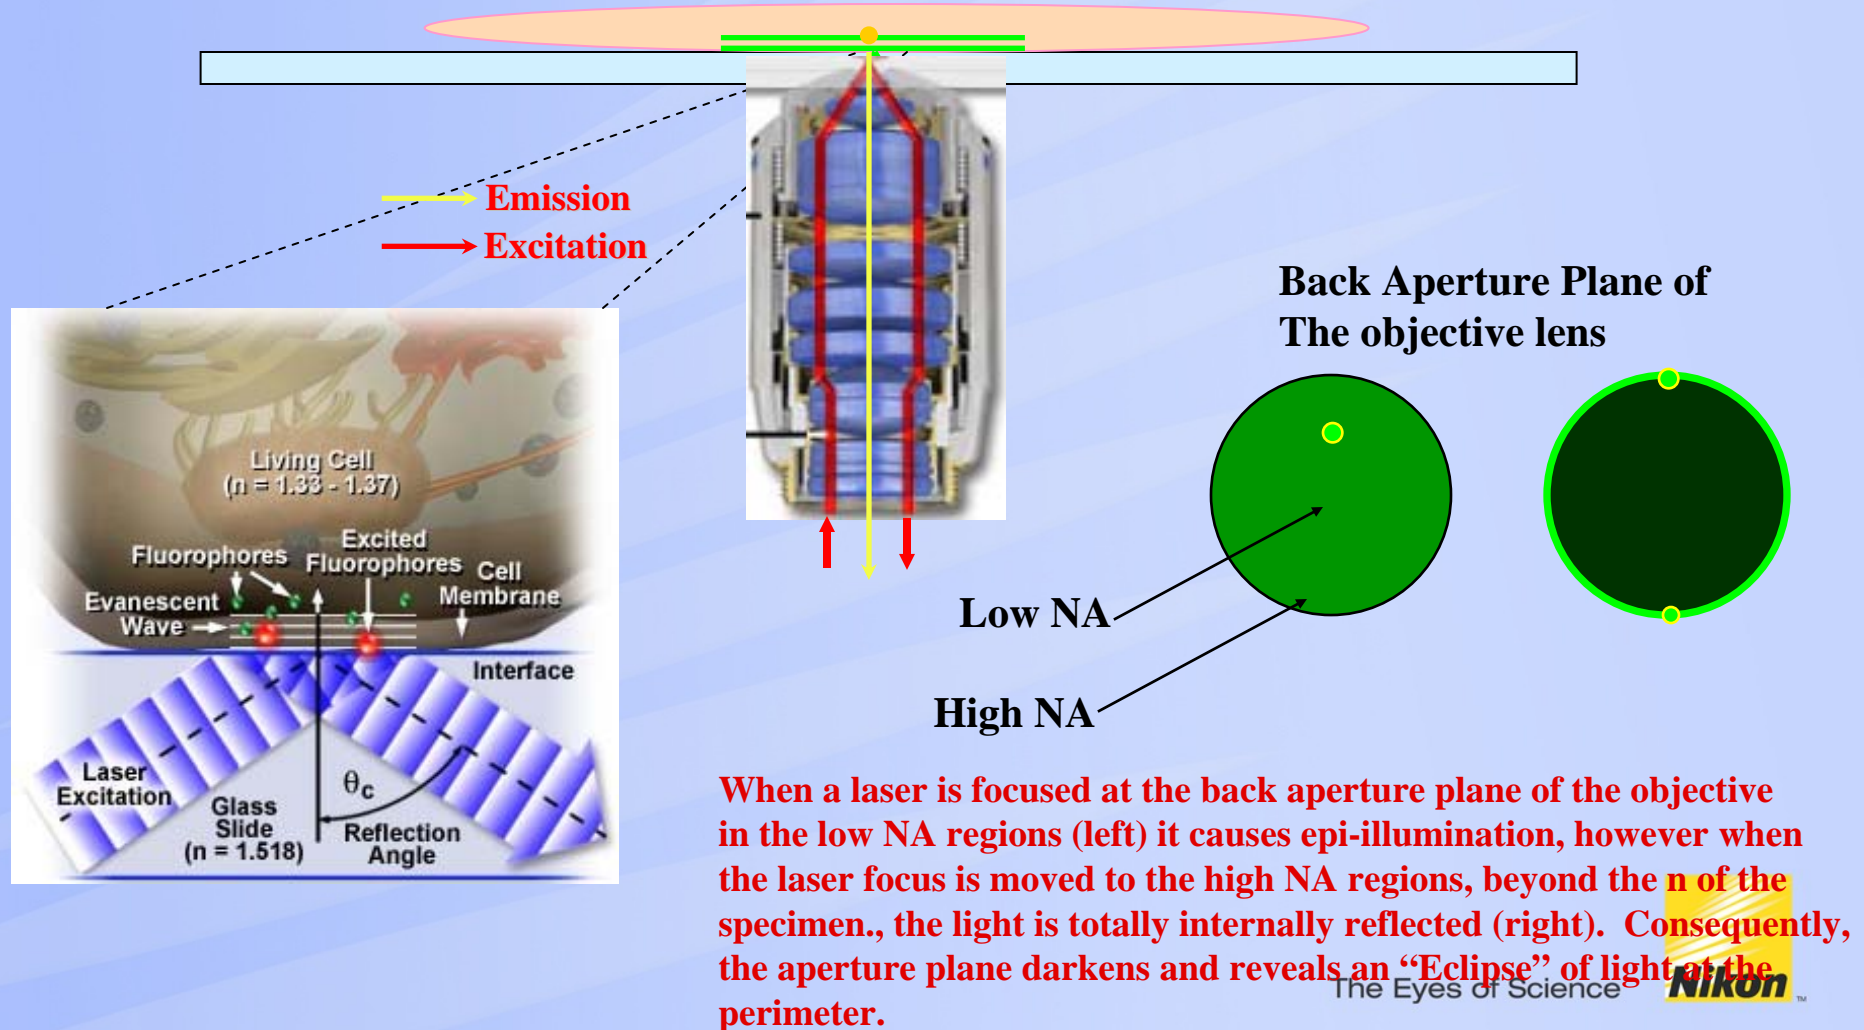 Emission
Excitation
Back Aperture Plane of
The objective lens
Living Cell
(n = 1.33 - 1.37)
Fluorophores
Excited
Fluorophores
Cell
Membrane
Evanescent
Wave
Interface
Laser
Excitation
θc
Glass
Slide
(n = 1.518)
Reflection
Angle
Low NA
High NA
When a laser is focused at the back aperture plane of the objective
in the low NA regions (left) it causes epi-illumination, however when
the laser focus is moved to the high NA regions, beyond the n of the
specimen., the light is totally internally reflected (right).  Consequently,
the aperture plane darkens and reveals an “Eclipse” of light at the
perimeter.
The Eyes of Science
Nikon
TM